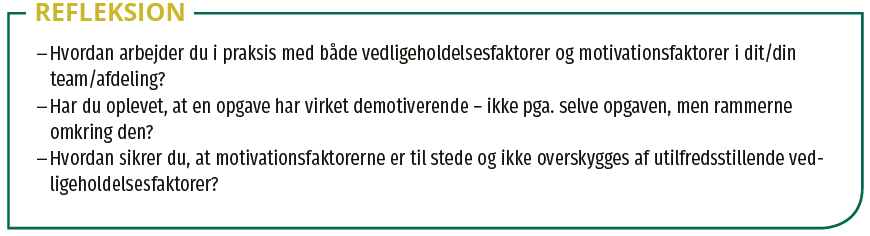 REFLEKSION
– Hvordan arbejder du i praksis med både vedligeholdelsesfaktorer og motivationsfaktorer i dit/din
team/afdeling?
– Har du oplevet, at en opgave har virket demotiverende – ikke pga. selve opgaven, men rammerne
omkring den?
– Hvordan sikrer du, at motivationsfaktorerne er til stede og ikke overskygges af utilfredsstillende ved-
ligeholdelsesfaktorer?